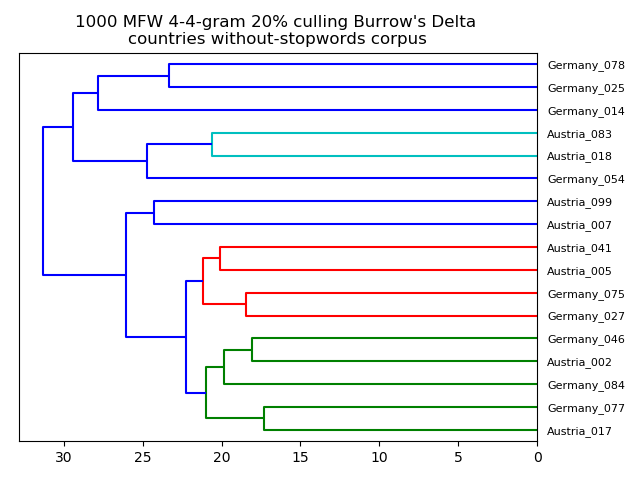 1000 MFW 4-4-gram 20% culling Burrow's Delta
countries without-stopwords corpus
Germany_078
Germany_025
Germany_014
Austria_083
Austria_018
Germany_054
Austria_099
Austria_007
Austria_041
Austria_005
Germany_075
Germany_027
Germany_046
Austria_002
Germany_084
Germany_077
Austria_017
30 25 20 15 10 5 0